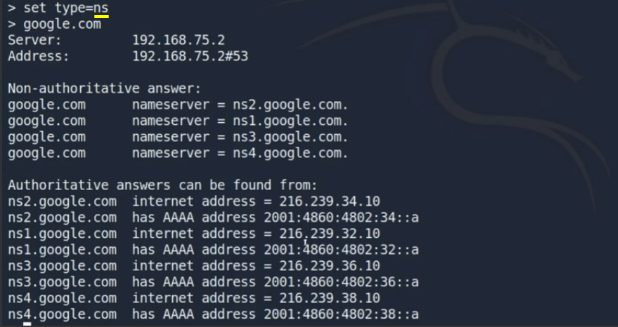 > set type=ns
> google.com
Server: 192.168.75.2
Address: 192.168.75.2#53
Non-authoritative answer:
google.com nameserver = ns2.google.com.
google.com nameserver = ns1.google.com.
google.com nameserver = ns3.google.com.
google.com nameserver = ns4.google.com.
Authoritative answers can be found from:
ns2.google.com internet address = 216.239.34.10
ns2.google.com has AAAA address 2001:4860:4802:34::a
ns1.google.com internet address = 216.239.32.10
ns1.google.com has AAAA address 2001:4860:4802:32::a
ns3.google.com internet address = 216.239.36.10
ns3.google.com has AAAA address 2001:4860:4802:36::a
ns4.google.com internet address = 216.239.38.10
ns4.google.com has AAAA address 2001:4860:4802:38::a